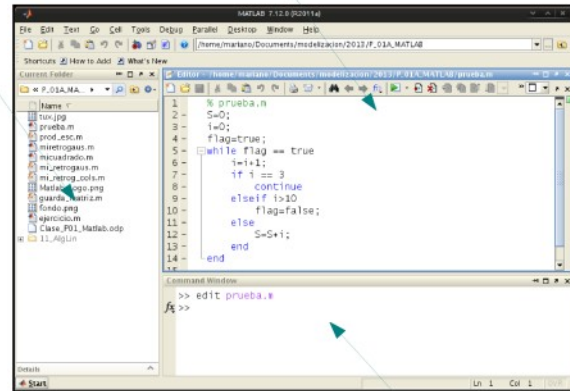 MATLAB 7.12.0 (R2011a)
File Edit Text Go Cell Tools Debug Parallel Desktop Window Help
/home/mariano/Documents/modelizacion/2013/P_01A_MATLAB
Shortcuts How to Add What's New
Current Folder
« P_01A_MA...
Name
tux.jpg
prueba.m
prod_esc.m
miretrogaus.m
micuadrado.m
mi_retrogaus.m
mi_retrog_cols.m
guarda_matriz.m
fondo.png
ejercicio.m
Clase_P01_Matlab.odp
11_AlgLin
Details
Editor - /home/mariano/Documents/modelizacion/2013/P_01A_MATLAB/prueba.m
1 % prueba.m
2 - S=0;
3 - i=0;
4 - flag=true;
5 - while flag == true
6 - i=i+1;
7 - if i == 3
8 - continue
9 - elseif i>10
10 - flag=false;
11 - else
12 - S=S+i;
13 - end
14 - end
Command Window
>> edit prueba.m
fx >>
Start
Ln 1 Col 1